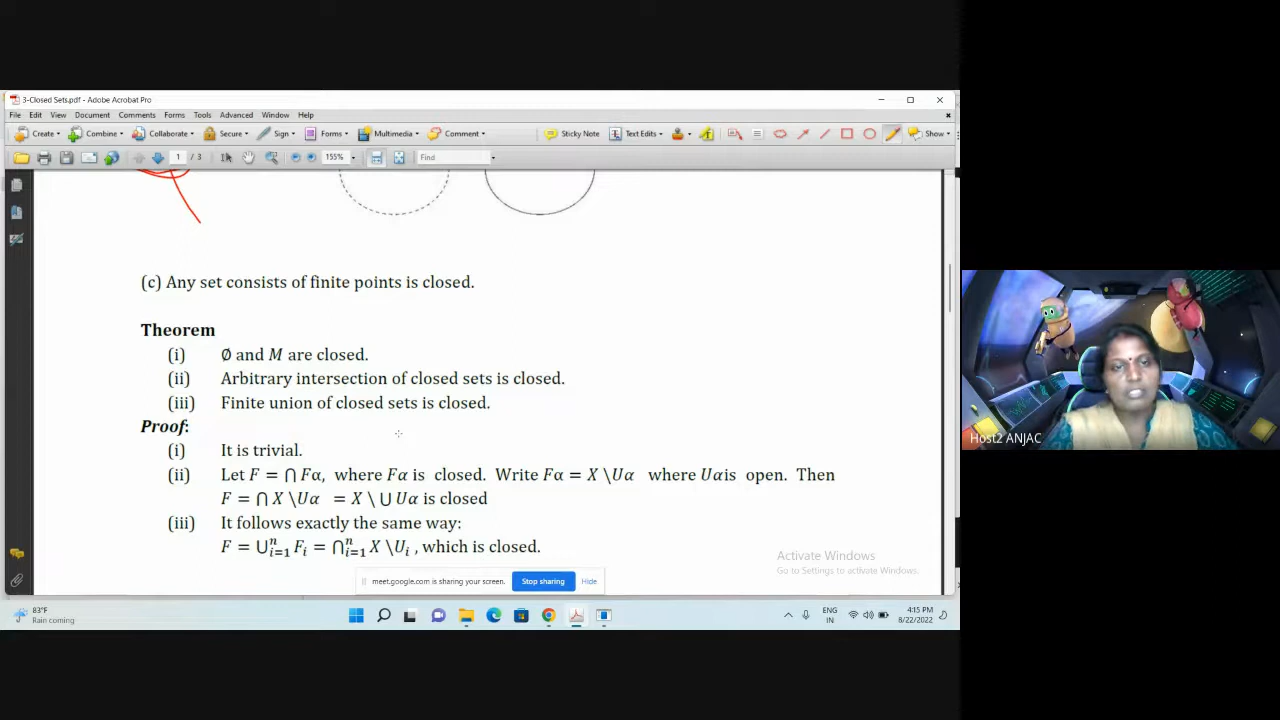 3-Closed Sets.pdf - Adobe Acrobat Pro
File Edit View Document Comments Forms Tools Advanced Window Help
Create Combine Collaborate Secure Sign Forms Multimedia Comment Sticky Note Text Edits Show
1 / 3 155% Find
(c) Any set consists of finite points is closed.
Theorem
(i) ∅ and M are closed.
(ii) Arbitrary intersection of closed sets is closed.
(iii) Finite union of closed sets is closed.
Proof:
(i) It is trivial.
(ii) Let F = ⋂ Fα, where Fα is closed. Write Fα = X \Uα where Uαis open. Then
F = ⋂ X \Uα = X \ ⋃ Uα is closed
(iii) It follows exactly the same way:
F = ⋃ⁿᵢ₌₁ Fᵢ = ⋂ⁿᵢ₌₁ X \Uᵢ , which is closed.
Activate Windows
Go to Settings to activate Windows.
meet.google.com is sharing your screen. Stop sharing Hide
83°F
Rain coming
ENG
IN
4:15 PM
8/22/2022
Host2 ANJAC